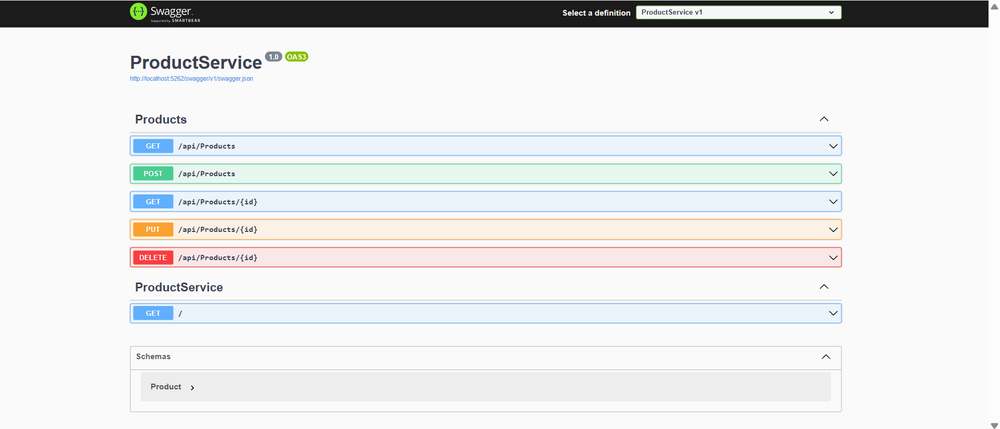 Swagger
Supported by SMARTBEAR
Select a definition
ProductService v1
ProductService 1.0 OAS3
http://localhost:5262/swagger/v1/swagger.json
Products
GET /api/Products
POST /api/Products
GET /api/Products/{id}
PUT /api/Products/{id}
DELETE /api/Products/{id}
ProductService
GET /
Schemas
Product